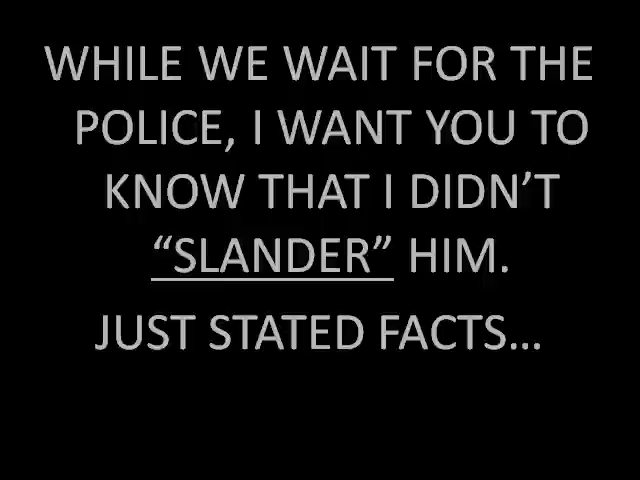 WHILE WE WAIT FOR THE
POLICE, I WANT YOU TO
KNOW THAT I DIDN’T
“SLANDER” HIM.
JUST STATED FACTS…